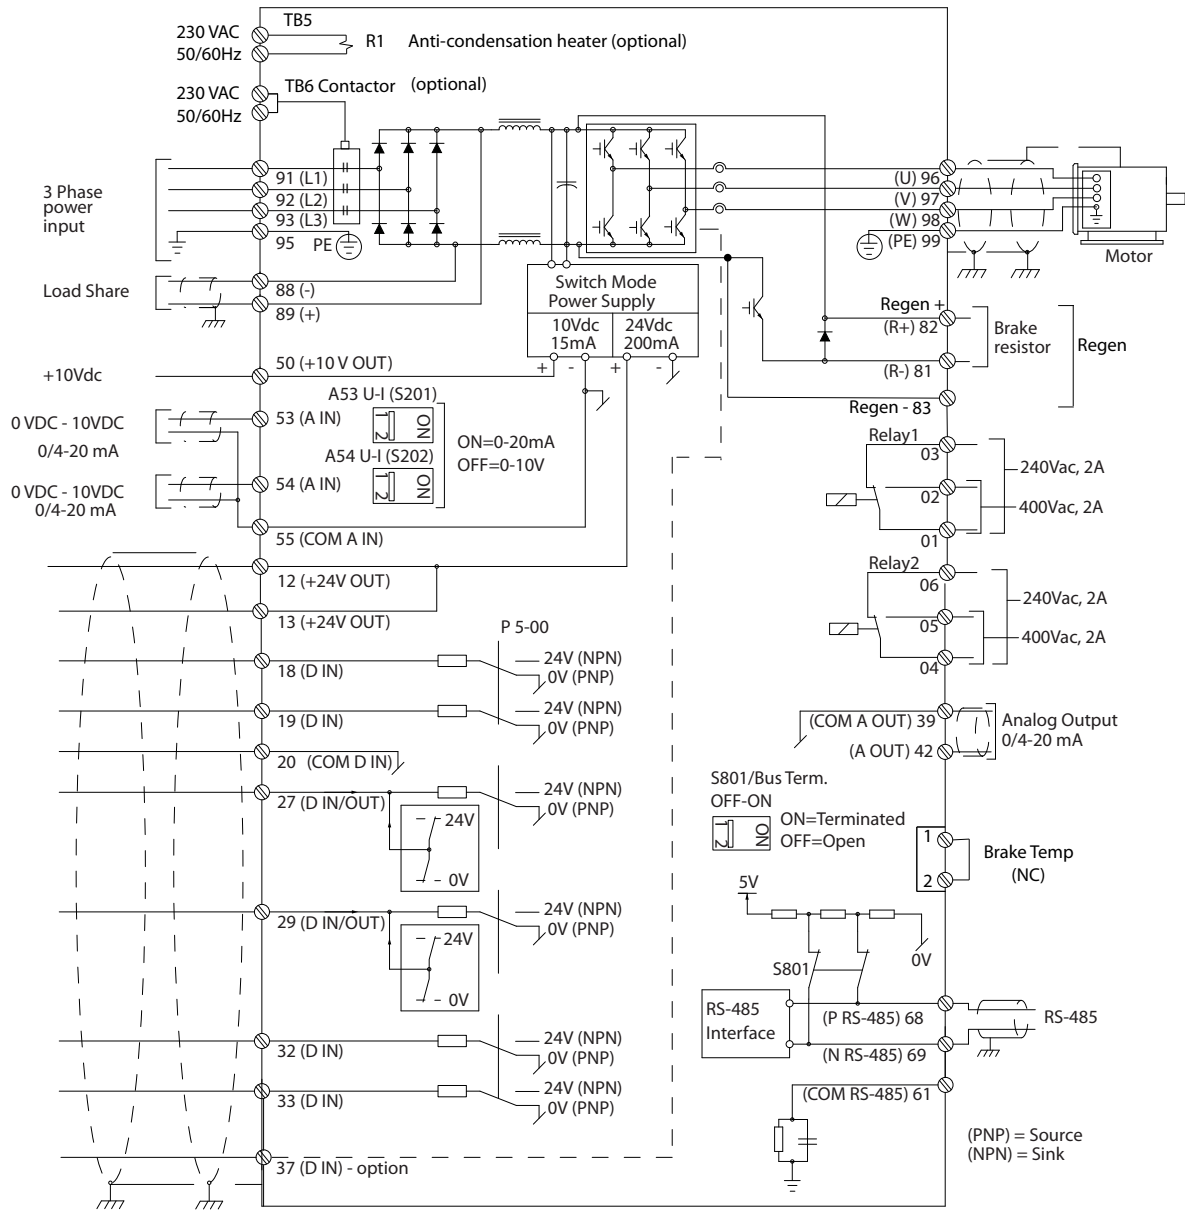 TB5
230 VAC
50/60Hz
R1
Anti-condensation heater (optional)
TB6 Contactor (optional)
230 VAC
50/60Hz
3 Phase
power
input
91 (L1)
92 (L2)
93 (L3)
95
PE
(U) 96
(V) 97
(W) 98
(PE) 99
Motor
Load Share
88 (-)
89 (+)
Switch Mode
Power Supply
10Vdc
15mA
24Vdc
200mA
+ - + -
Regen +
(R+) 82
Brake
resistor
Regen
(R-) 81
Regen - 83
+10Vdc
50 (+10 V OUT)
A53 U-I (S201)
0 VDC - 10VDC
0/4-20 mA
53 (A IN)
1 2
ON
A54 U-I (S202)
ON=0-20mA
OFF=0-10V
0 VDC - 10VDC
0/4-20 mA
54 (A IN)
1 2
ON
55 (COM A IN)
Relay1
03
240Vac, 2A
02
400Vac, 2A
01
12 (+24V OUT)
13 (+24V OUT)
Relay2
06
240Vac, 2A
05
400Vac, 2A
04
P 5-00
18 (D IN)
24V (NPN)
0V (PNP)
19 (D IN)
24V (NPN)
0V (PNP)
20 (COM D IN)
27 (D IN/OUT)
24V (NPN)
0V (PNP)
24V
0V
29 (D IN/OUT)
24V (NPN)
0V (PNP)
24V
0V
32 (D IN)
24V (NPN)
0V (PNP)
33 (D IN)
24V (NPN)
0V (PNP)
37 (D IN) - option
(COM A OUT) 39
Analog Output
0/4-20 mA
(A OUT) 42
S801/Bus Term.
OFF-ON
1 2
ON
ON=Terminated
OFF=Open
1
2
Brake Temp
(NC)
5V
0V
S801
RS-485
Interface
(P RS-485) 68
RS-485
(N RS-485) 69
(COM RS-485) 61
(PNP) = Source
(NPN) = Sink